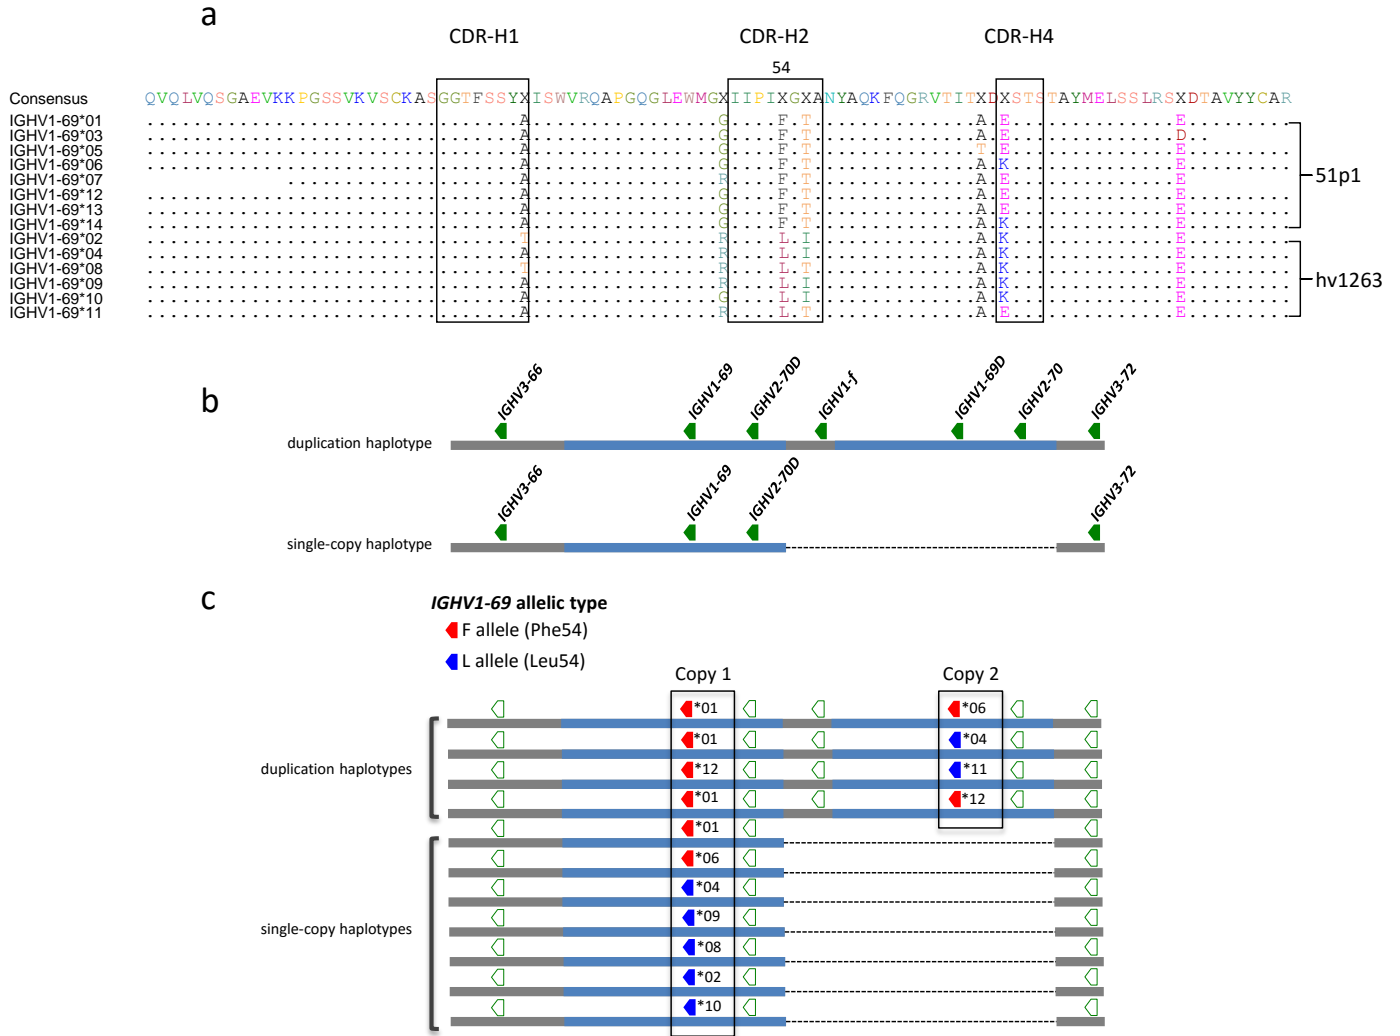 a
CDR-H1 CDR-H2 CDR-H4
54
Consensus QVQLVQSGAEVKKPGSSVKVSCKASGGTFSSYXISWVRQAPGQGLEWMGXIIPIXGXANYAQKFQGRVTITXDXSTSTAYMELSSLRSXDTAVYYCAR
IGHV1-69*01 ................................A................G....F.T..............A.E..............E.........
IGHV1-69*03 ................................A................G....F.T..............A.E..............D.........
IGHV1-69*05 ................................A................G....F.T..............T.E..............E.........
IGHV1-69*06 ................................A................G....F.T..............A.K..............E.........
IGHV1-69*07 ....................A................R....F.T..............A.E..............E.........
IGHV1-69*12 ................................A................G....F.T..............A.E..............E.........
IGHV1-69*13 ................................A................G....F.T..............A.E..............E.........
IGHV1-69*14 ................................A................G....F.T..............A.K..............E.........
IGHV1-69*02 ................................T................R....L.I..............A.K..............E.........
IGHV1-69*04 ................................A................R....L.I..............A.K..............E.........
IGHV1-69*08 ................................T................R....L.T..............A.K..............E.........
IGHV1-69*09 ................................A................R....L.I..............A.K..............E.........
IGHV1-69*10 ................................A................G....L.I..............A.K..............E.........
IGHV1-69*11 ................................A................R....L.T..............A.E..............E.........
51p1
hv1263
b
IGHV3-66 IGHV1-69 IGHV2-70D IGHV1-f IGHV1-69D IGHV2-70 IGHV3-72
duplication haplotype
IGHV3-66 IGHV1-69 IGHV2-70D IGHV3-72
single-copy haplotype
c
IGHV1-69 allelic type
F allele (Phe54)
L allele (Leu54)
Copy 1 Copy 2
*01 *06
*01 *04
duplication haplotypes
*12 *11
*01 *12
*01
*06
*04
single-copy haplotypes
*09
*08
*02
*10